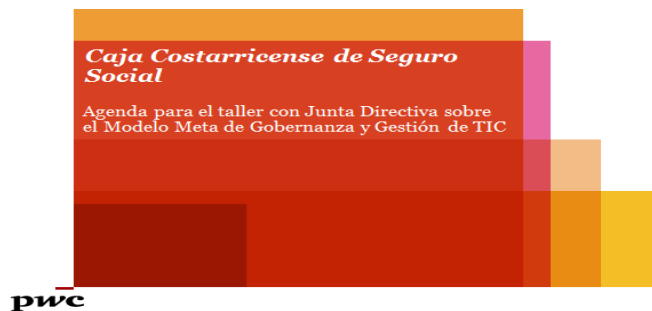 Caja Costarricense de Seguro
Social
Agenda para el taller con Junta Directiva sobre
el Modelo Meta de Gobernanza y Gestión de TIC
pwc